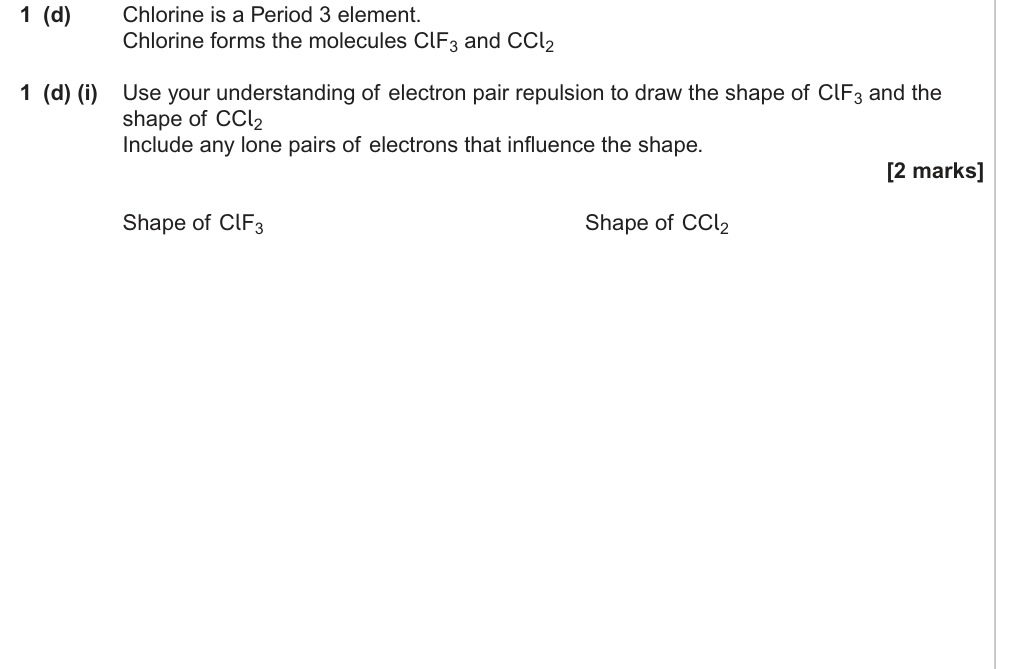 1 (d) Chlorine is a Period 3 element.
Chlorine forms the molecules ClF₃ and CCl₂
1 (d) (i) Use your understanding of electron pair repulsion to draw the shape of ClF₃ and the
shape of CCl₂
Include any lone pairs of electrons that influence the shape.
[2 marks]
Shape of ClF₃ Shape of CCl₂